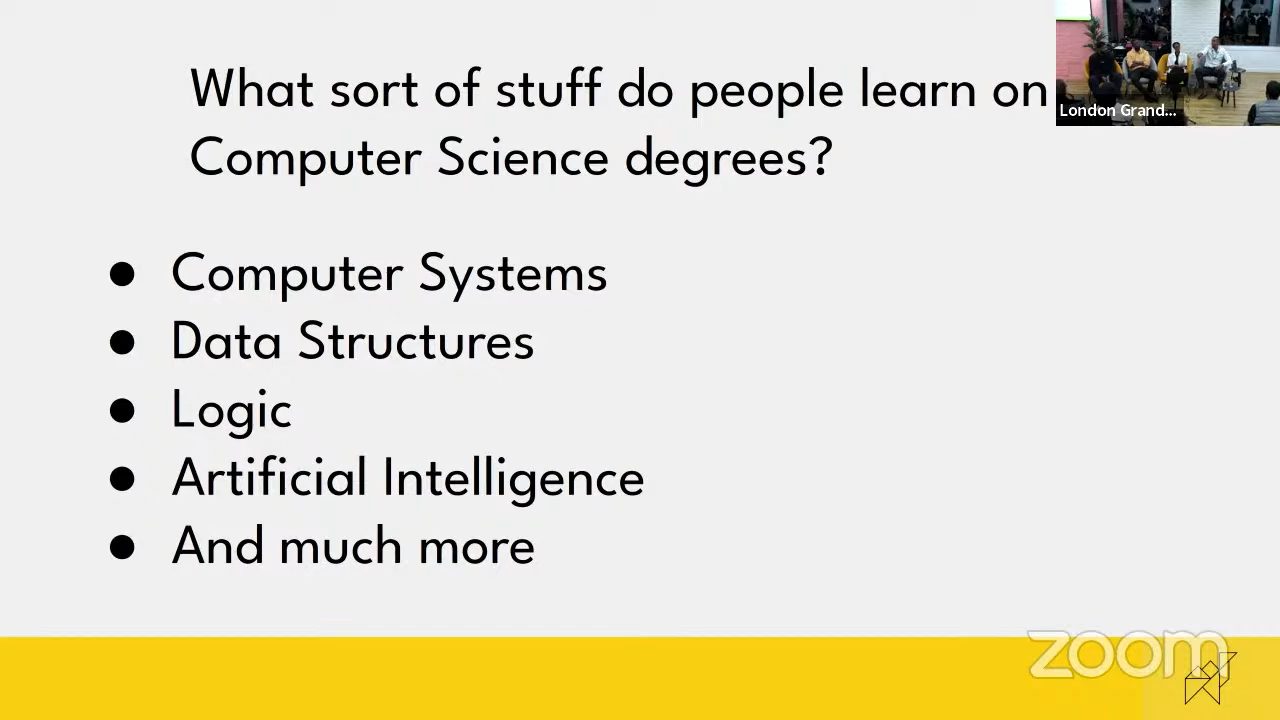 What sort of stuff do people learn on
Computer Science degrees?
London Grand...
● Computer Systems
● Data Structures
● Logic
● Artificial Intelligence
● And much more
zoom